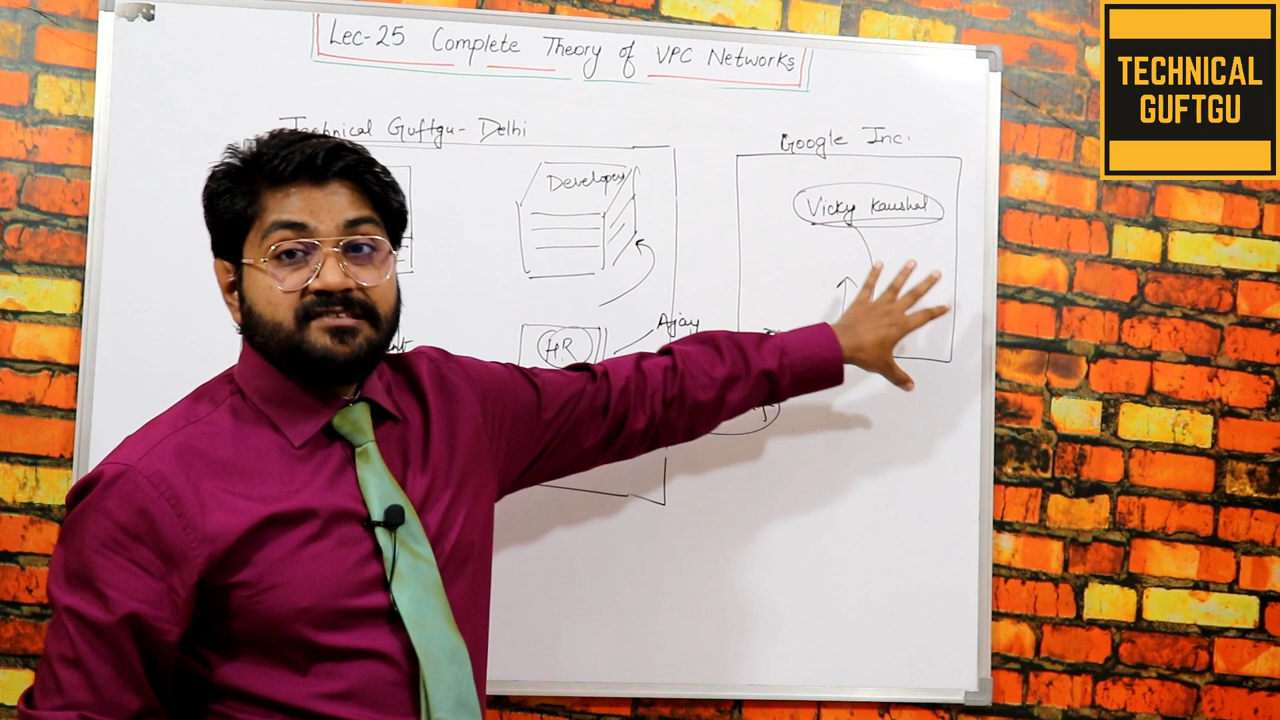 Lec-25 Complete Theory of VPC Networks
TECHNICAL
GUFTGU
Technical Guftgu - Delhi
Google Inc.
Developer
Vicky Kaushal
HR
Ajay